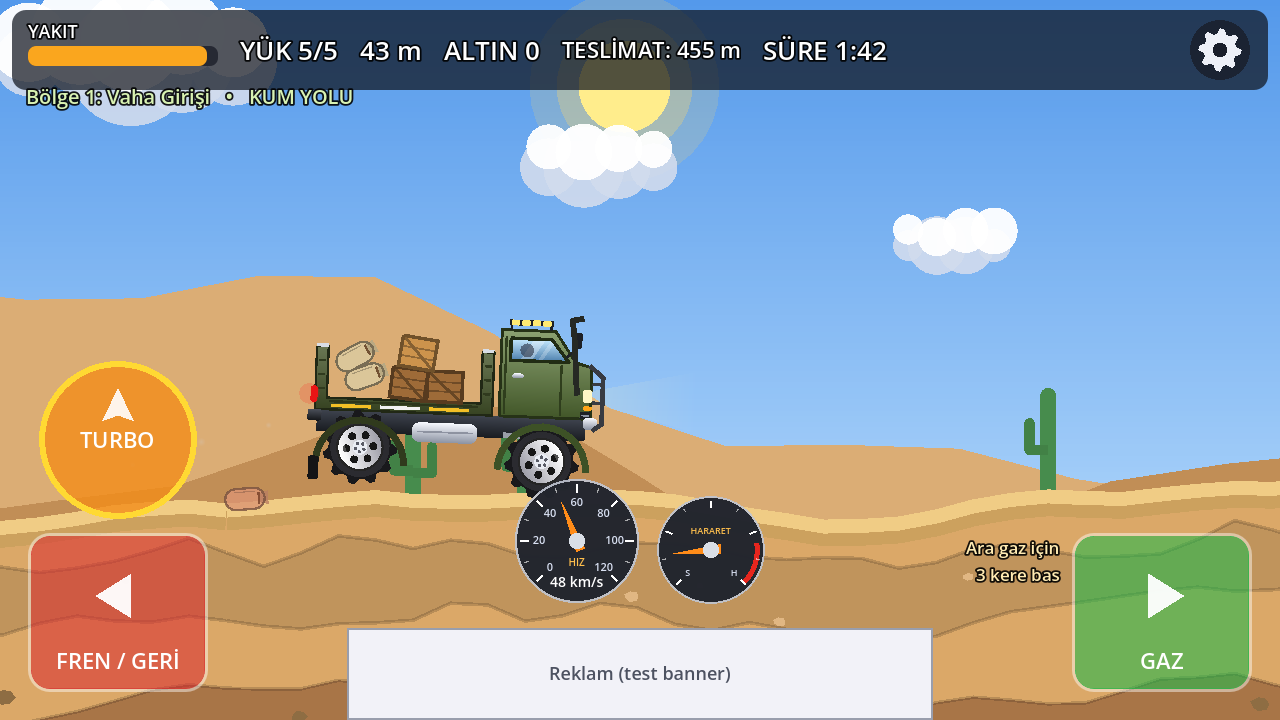 YAKIT
YÜK 5/5 43 m ALTIN 0 TESLİMAT: 455 m SÜRE 1:42
Bölge 1: Vaha Girişi • KUM YOLU
TURBO
0 20 40 60 80 100 120
HIZ
48 km/s
HARARET
S H
Ara gaz için
3 kere bas
FREN / GERİ
GAZ
Reklam (test banner)